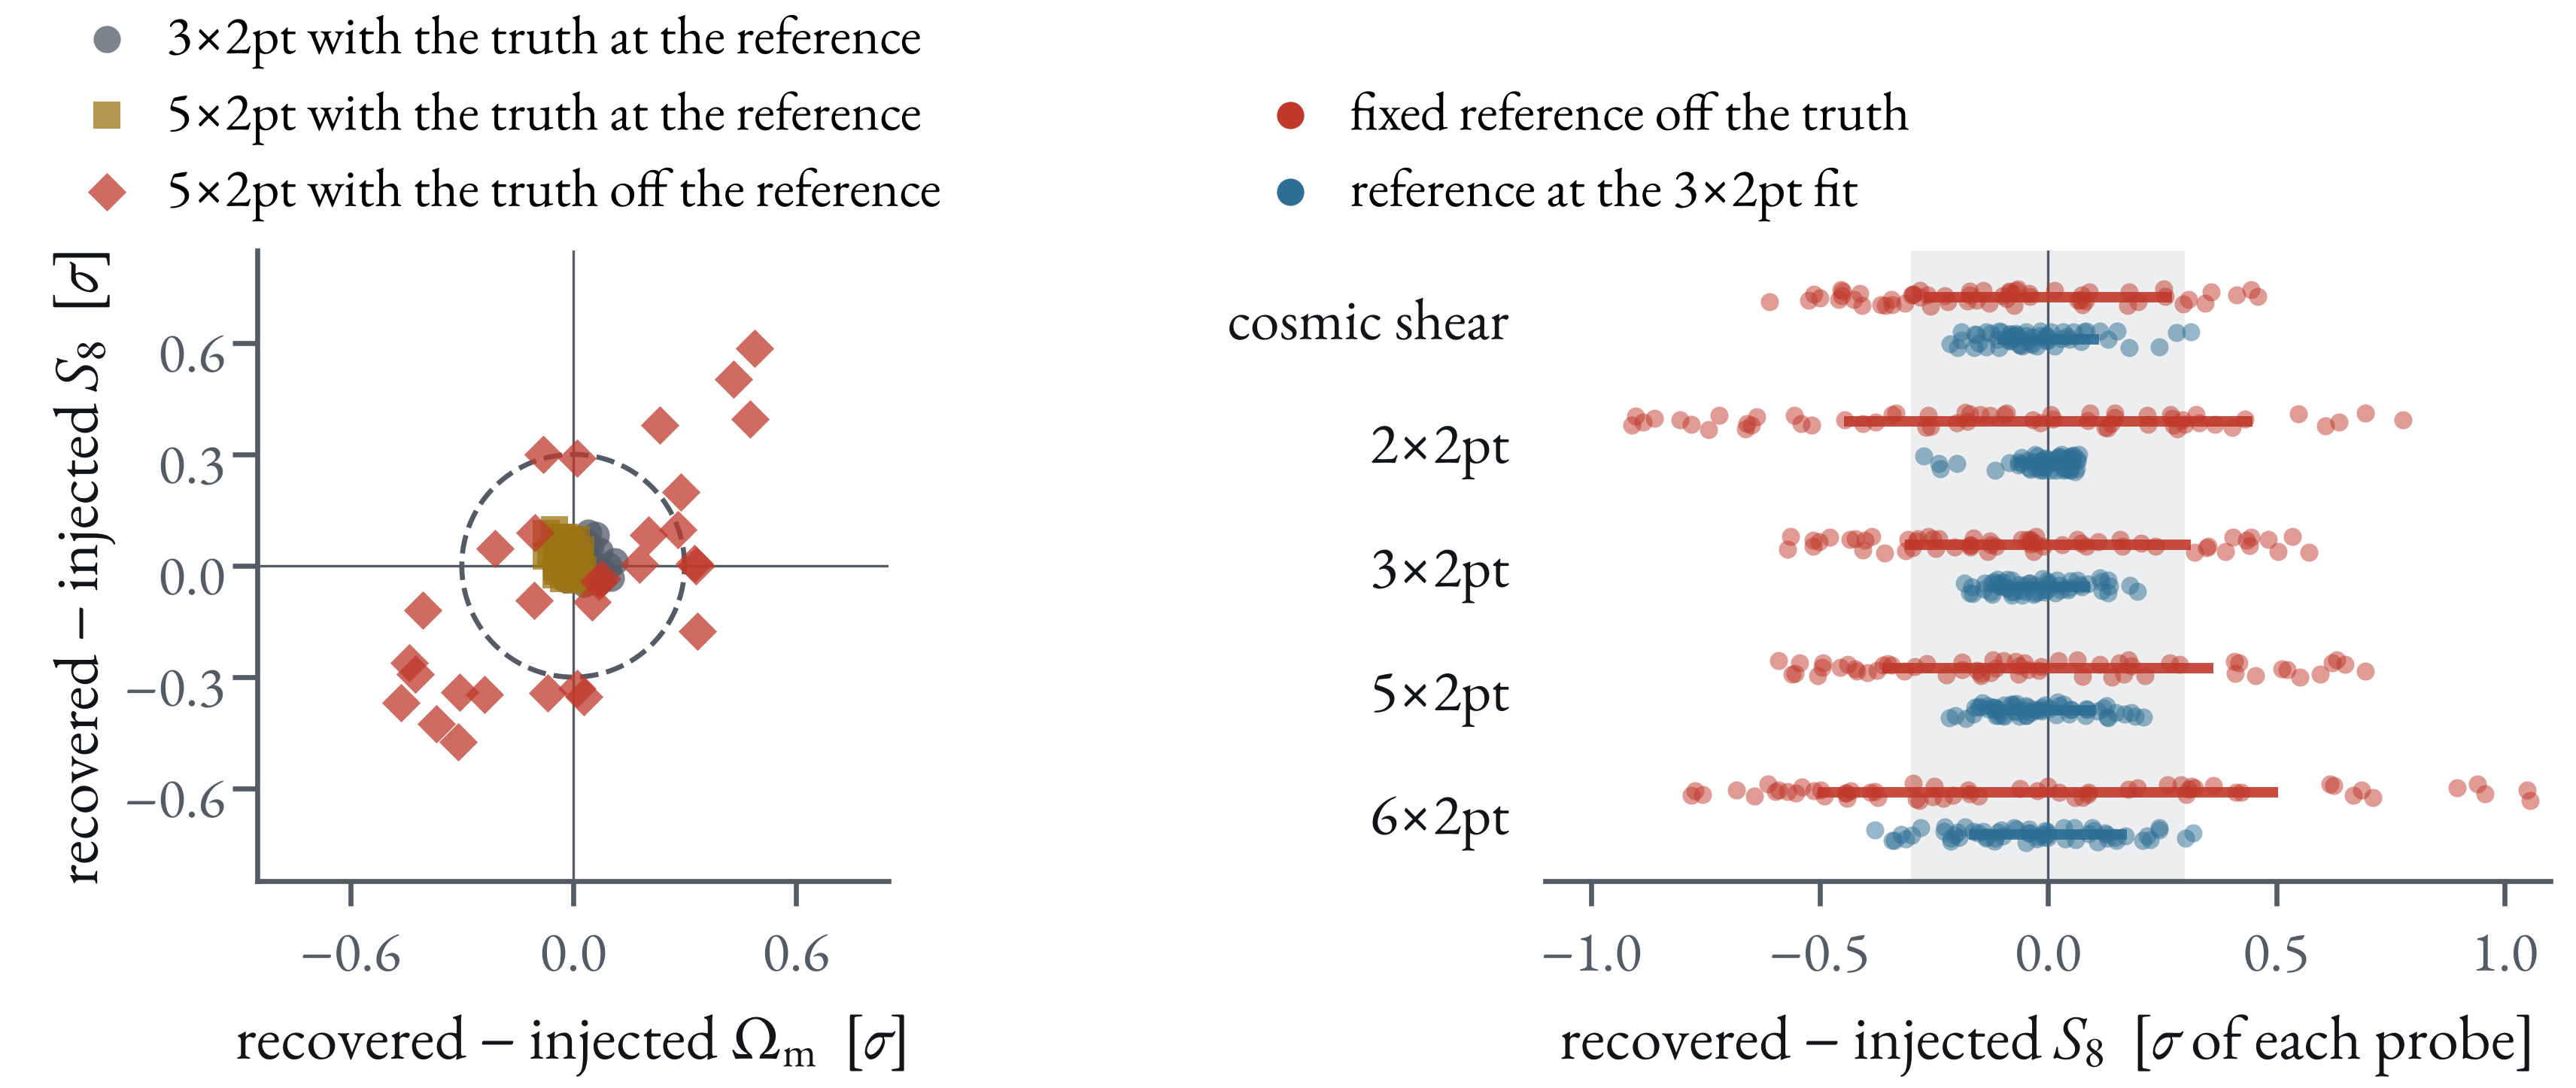 3×2pt with the truth at the reference
5×2pt with the truth at the reference
5×2pt with the truth off the reference
recovered − injected S8 [σ]
0.6
0.3
0.0
−0.3
−0.6
−0.6
0.0
0.6
recovered − injected Ωm [σ]
fixed reference off the truth
reference at the 3×2pt fit
cosmic shear
2×2pt
3×2pt
5×2pt
6×2pt
−1.0
−0.5
0.0
0.5
1.0
recovered − injected S8 [σ of each probe]